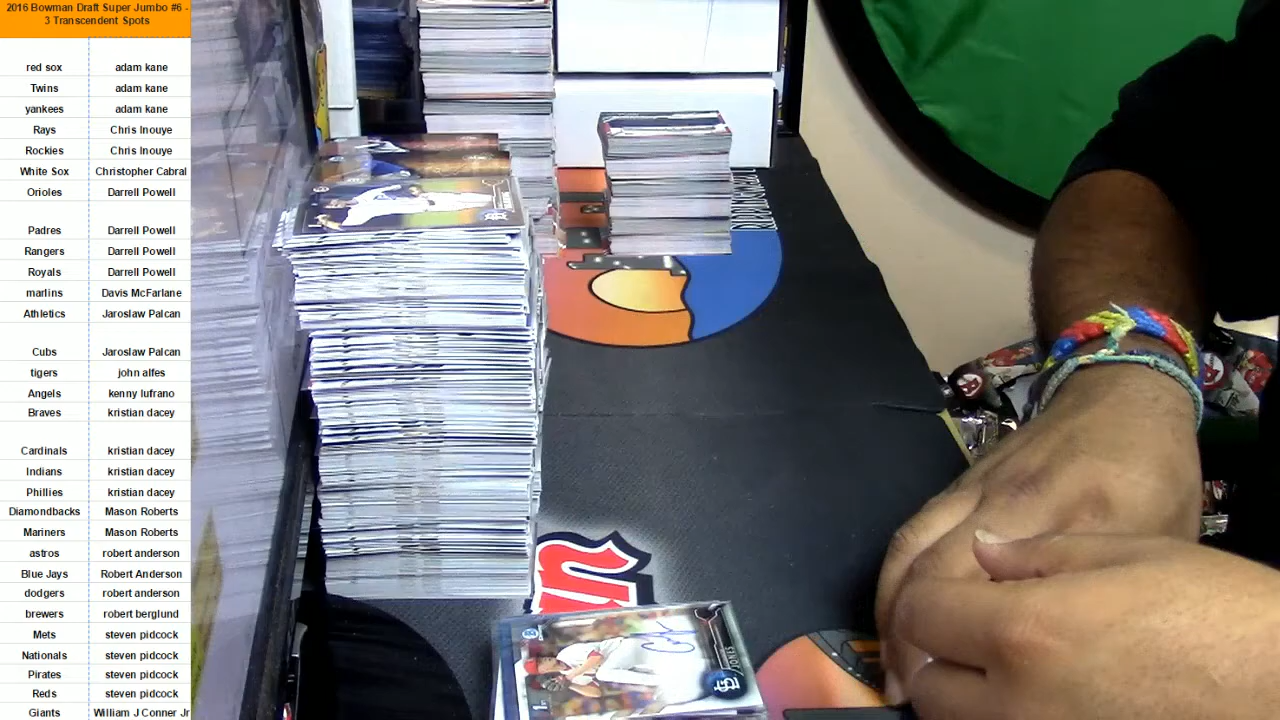 2016 Bowman Draft Super Jumbo #6 -
3 Transcendent Spots
red sox adam kane
Twins adam kane
yankees adam kane
Rays Chris Inouye
Rockies Chris Inouye
White Sox Christopher Cabral
Orioles Darrell Powell
Padres Darrell Powell
Rangers Darrell Powell
Royals Darrell Powell
marlins Davis McFarlane
Athletics Jaroslaw Palcan
Cubs Jaroslaw Palcan
tigers john alfes
Angels kenny lufrano
Braves kristian dacey
Cardinals kristian dacey
Indians kristian dacey
Phillies kristian dacey
Diamondbacks Mason Roberts
Mariners Mason Roberts
astros robert anderson
Blue Jays Robert Anderson
dodgers robert anderson
brewers robert berglund
Mets steven pidcock
Nationals steven pidcock
Pirates steven pidcock
Reds steven pidcock
Giants William J Conner Jr
JONES